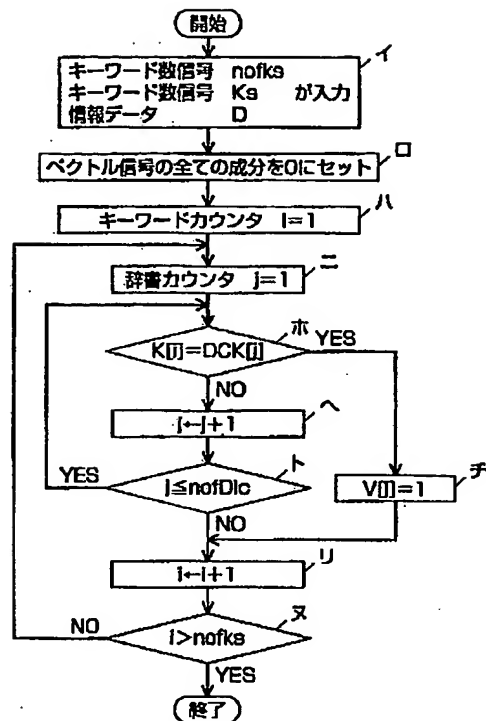 開始
イ
キーワード数信号 nofks
キーワード数信号 Ks が入力
情報データ D
ロ
ベクトル信号の全ての成分を0にセット
ハ
キーワードカウンタ i=1
ニ
辞書カウンタ j=1
ホ
K[i]=DCK[j]
YES
NO
ヘ
j←j+1
ト
YES
j≦nofDic
チ
V[j]=1
NO
リ
i←i+1
ヌ
NO
i>nofks
YES
終了